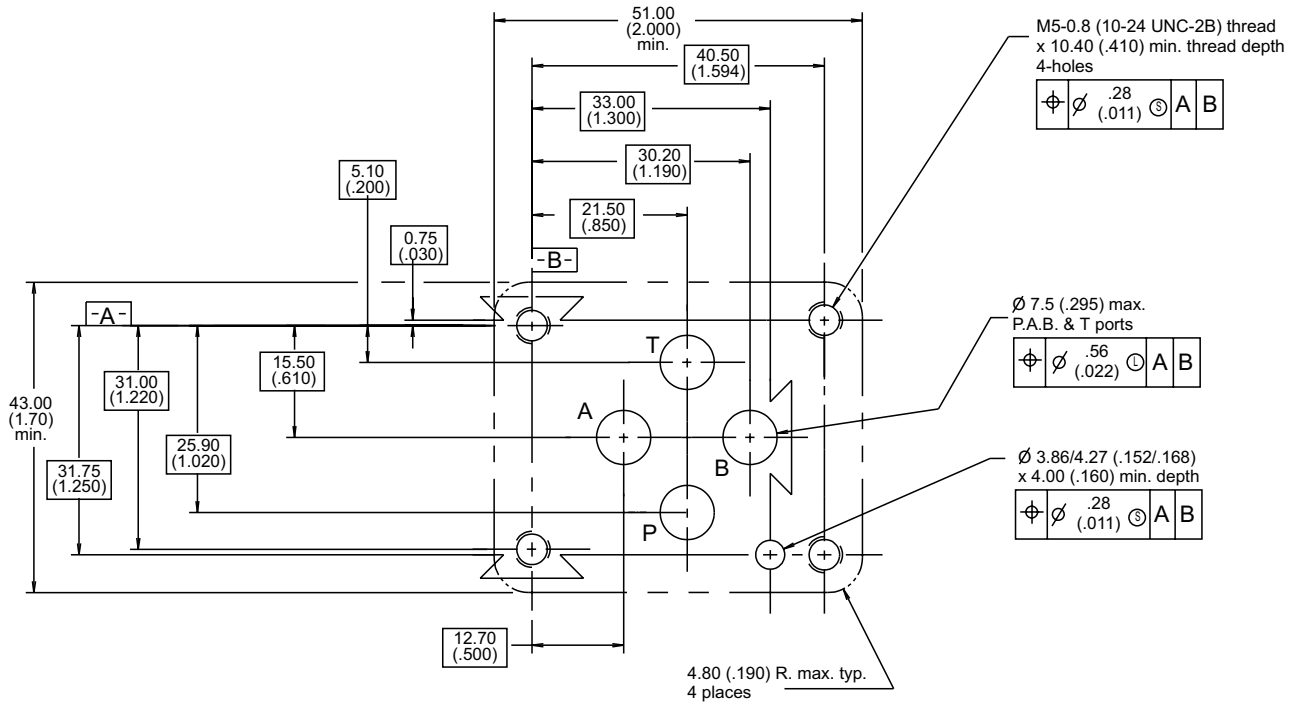 51.00
(2.000)
min.
40.50
(1.594)
33.00
(1.300)
30.20
(1.190)
21.50
(.850)
5.10
(.200)
0.75
(.030)
-B-
-A-
M5-0.8 (10-24 UNC-2B) thread
x 10.40 (.410) min. thread depth
4-holes
⌖ Ø .28 Ⓢ A B
(.011)
Ø 7.5 (.295) max.
P.A.B. & T ports
⌖ Ø .56 Ⓛ A B
(.022)
Ø 3.86/4.27 (.152/.168)
x 4.00 (.160) min. depth
⌖ Ø .28 Ⓢ A B
(.011)
T
A
B
P
15.50
(.610)
31.00
(1.220)
43.00
(1.70)
min.
25.90
(1.020)
31.75
(1.250)
12.70
(.500)
4.80 (.190) R. max. typ.
4 places